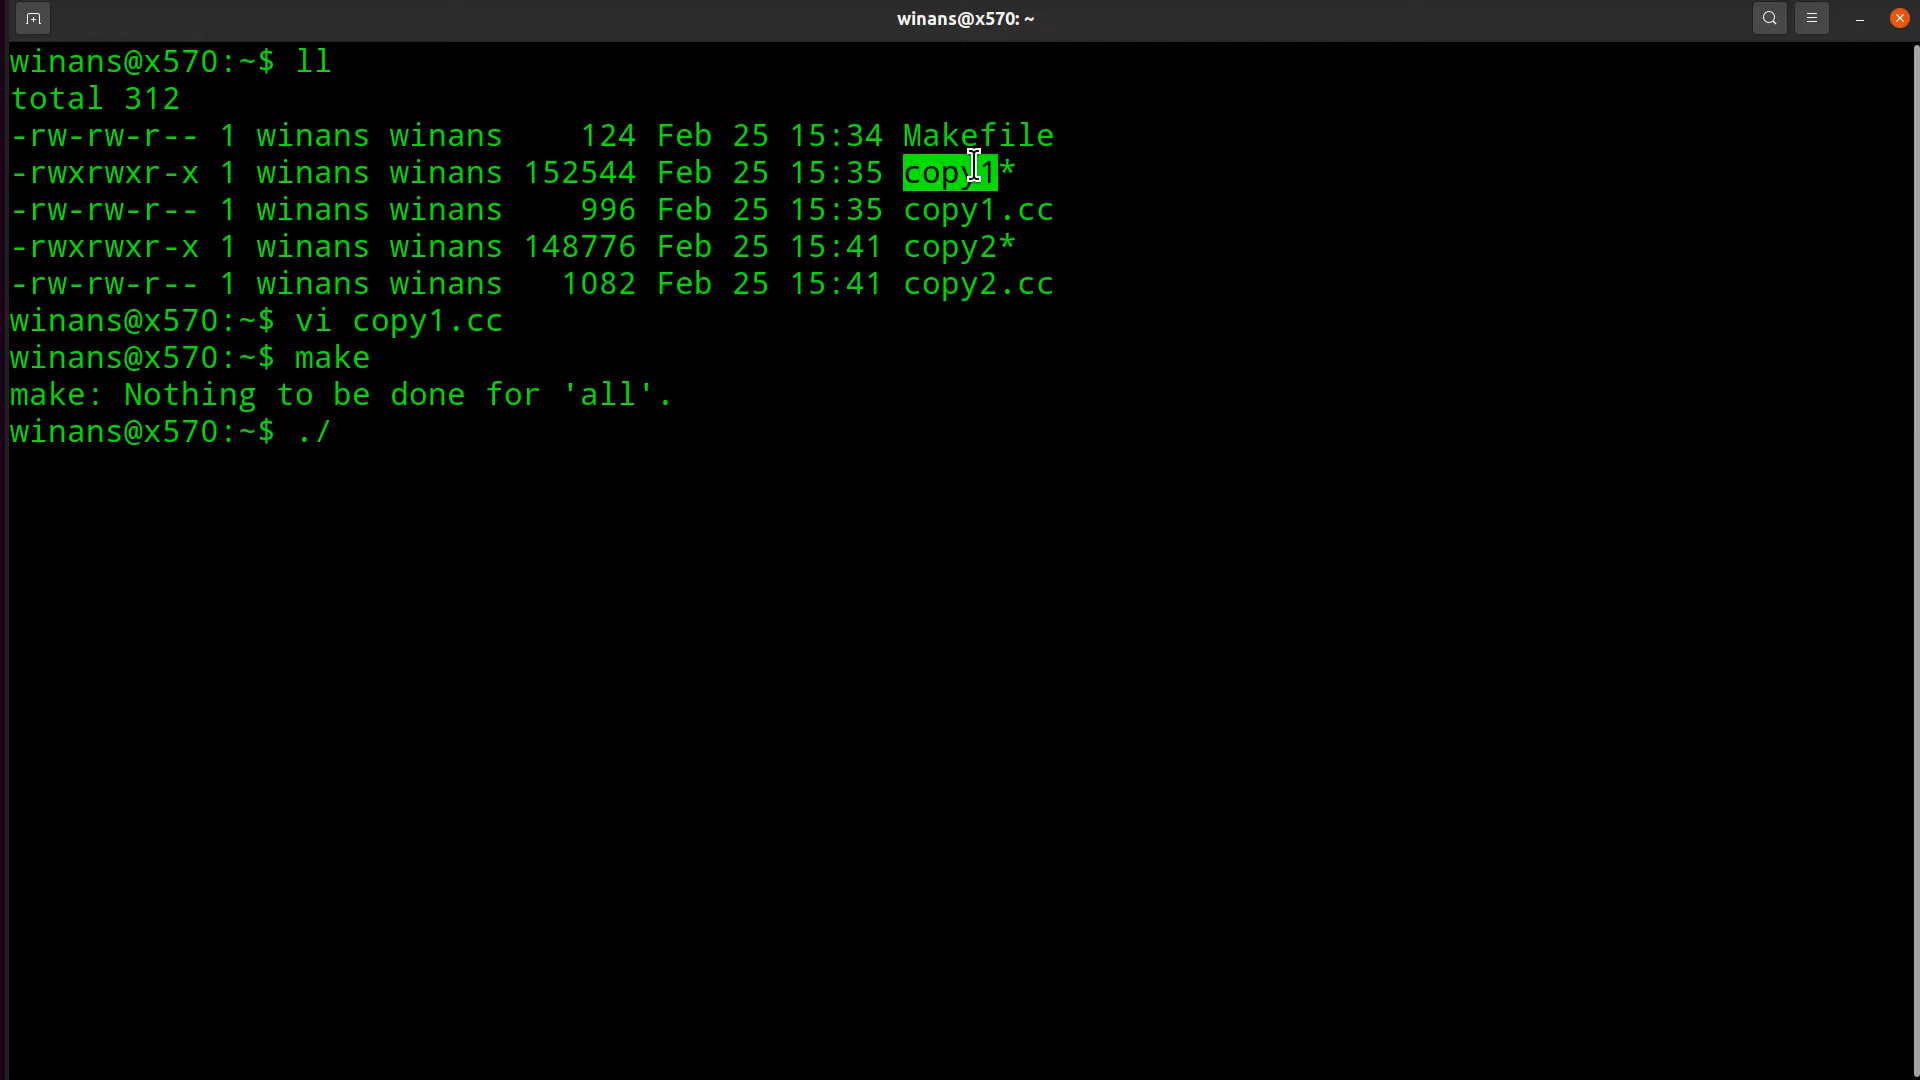 winans@x570: ~
winans@x570:~$ ll
total 312
-rw-rw-r-- 1 winans winans    124 Feb 25 15:34 Makefile
-rwxrwxr-x 1 winans winans 152544 Feb 25 15:35 copy1*
-rw-rw-r-- 1 winans winans    996 Feb 25 15:35 copy1.cc
-rwxrwxr-x 1 winans winans 148776 Feb 25 15:41 copy2*
-rw-rw-r-- 1 winans winans   1082 Feb 25 15:41 copy2.cc
winans@x570:~$ vi copy1.cc
winans@x570:~$ make
make: Nothing to be done for 'all'.
winans@x570:~$ ./